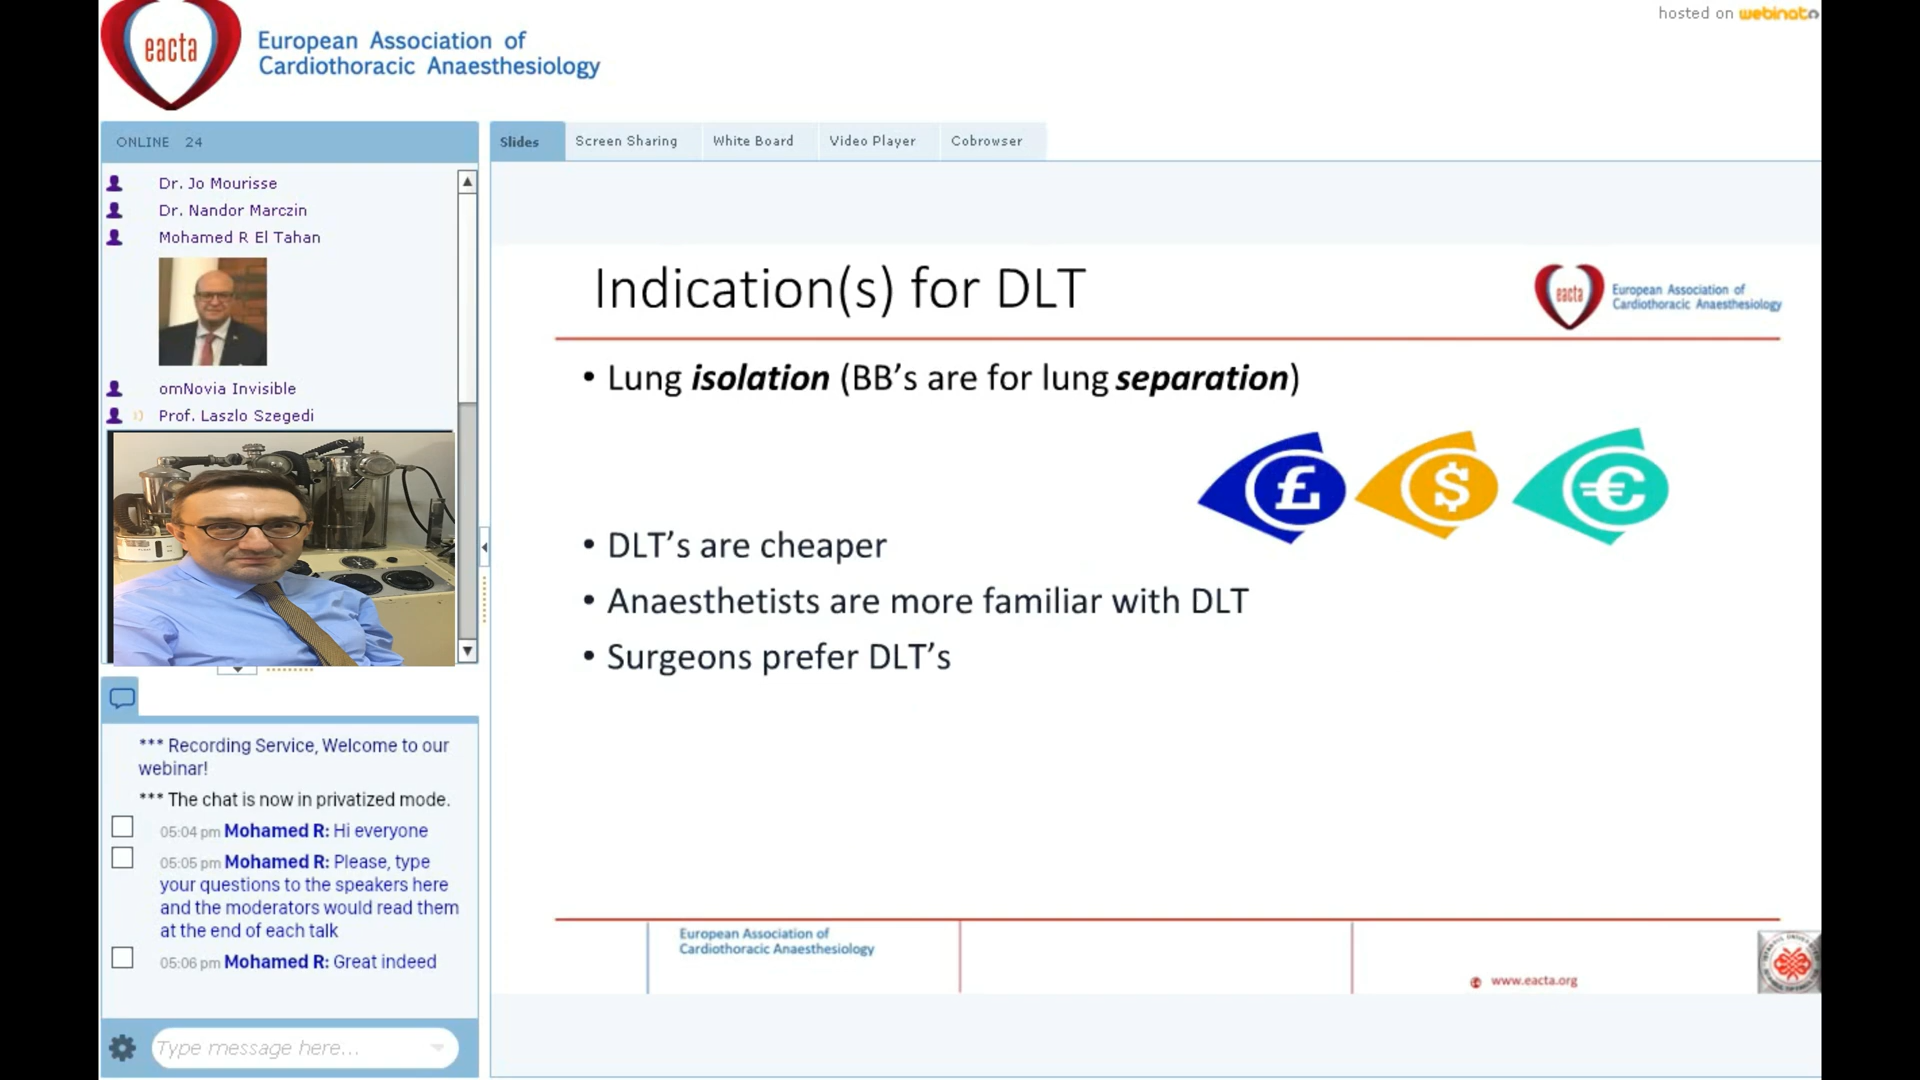 hosted on webinato
eacta
European Association of
Cardiothoracic Anaesthesiology
ONLINE 24
Dr. Jo Mourisse
Dr. Nandor Marczin
Mohamed R El Tahan
omNovia Invisible
Prof. Laszlo Szegedi
*** Recording Service, Welcome to our
webinar!
*** The chat is now in privatized mode.
05:04 pm Mohamed R: Hi everyone
05:05 pm Mohamed R: Please, type
your questions to the speakers here
and the moderators would read them
at the end of each talk
05:06 pm Mohamed R: Great indeed
Type message here...
Slides Screen Sharing White Board Video Player Cobrowser
Indication(s) for DLT
eacta
European Association of
Cardiothoracic Anaesthesiology
• Lung isolation (BB’s are for lung separation)
£ $ €
• DLT’s are cheaper
• Anaesthetists are more familiar with DLT
• Surgeons prefer DLT’s
European Association of
Cardiothoracic Anaesthesiology
www.eacta.org